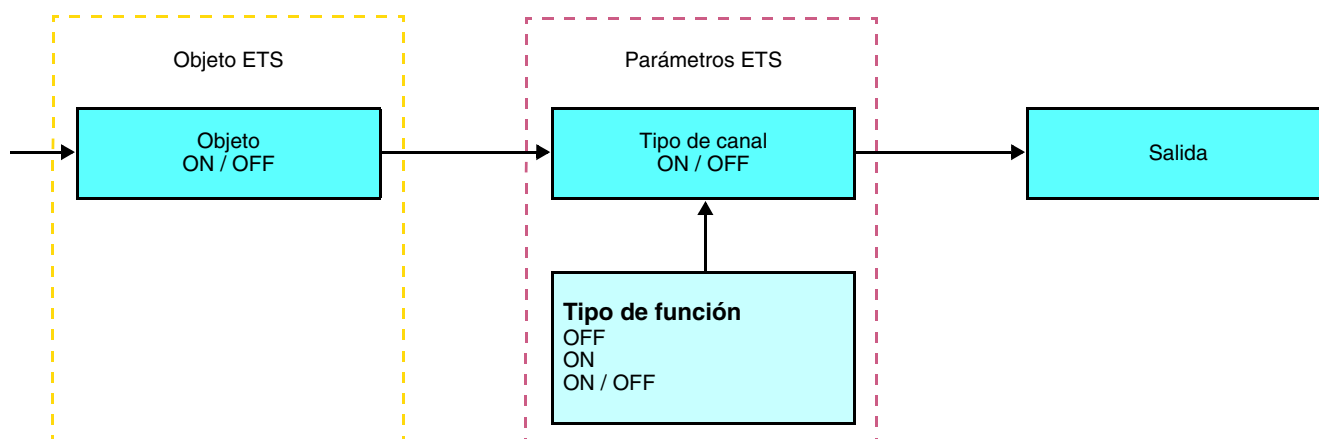 Objeto ETS
Parámetros ETS
Objeto
ON / OFF
Tipo de canal
ON / OFF
Salida
Tipo de función
OFF
ON
ON / OFF